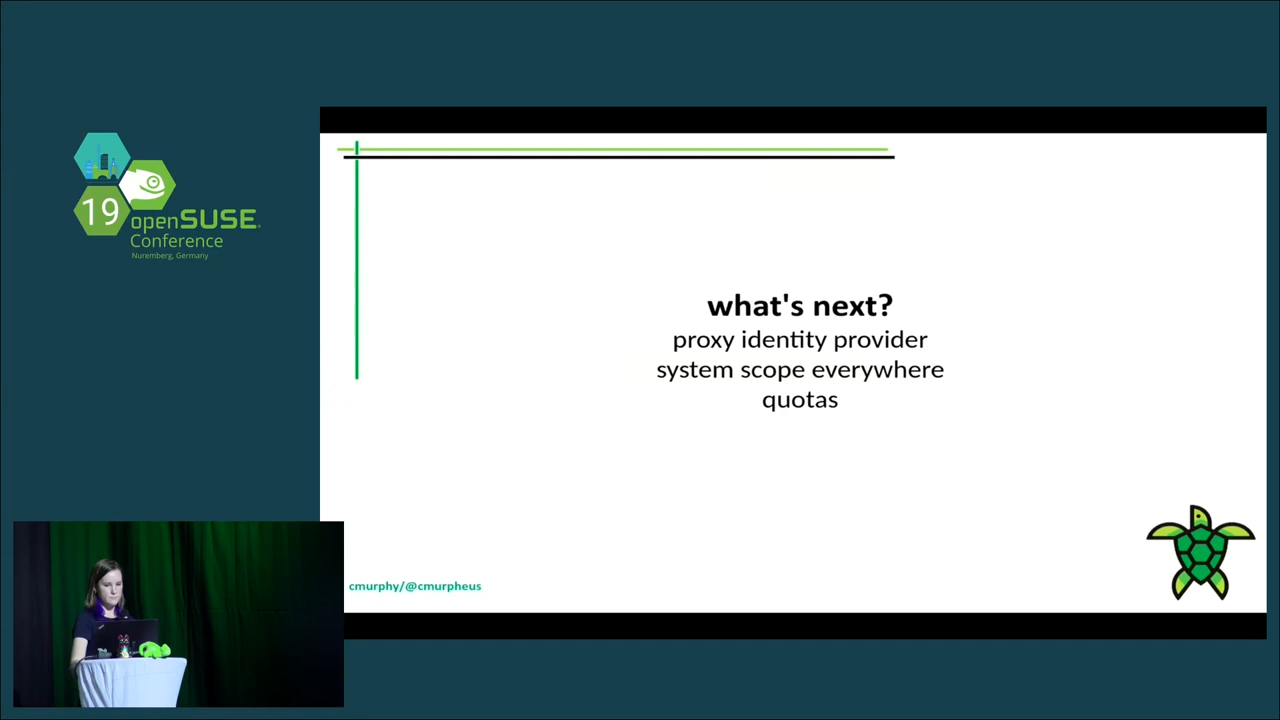 19
openSUSE
Conference
Nuremberg, Germany
what's next?
proxy identity provider
system scope everywhere
quotas
cmurphy/@cmurpheus